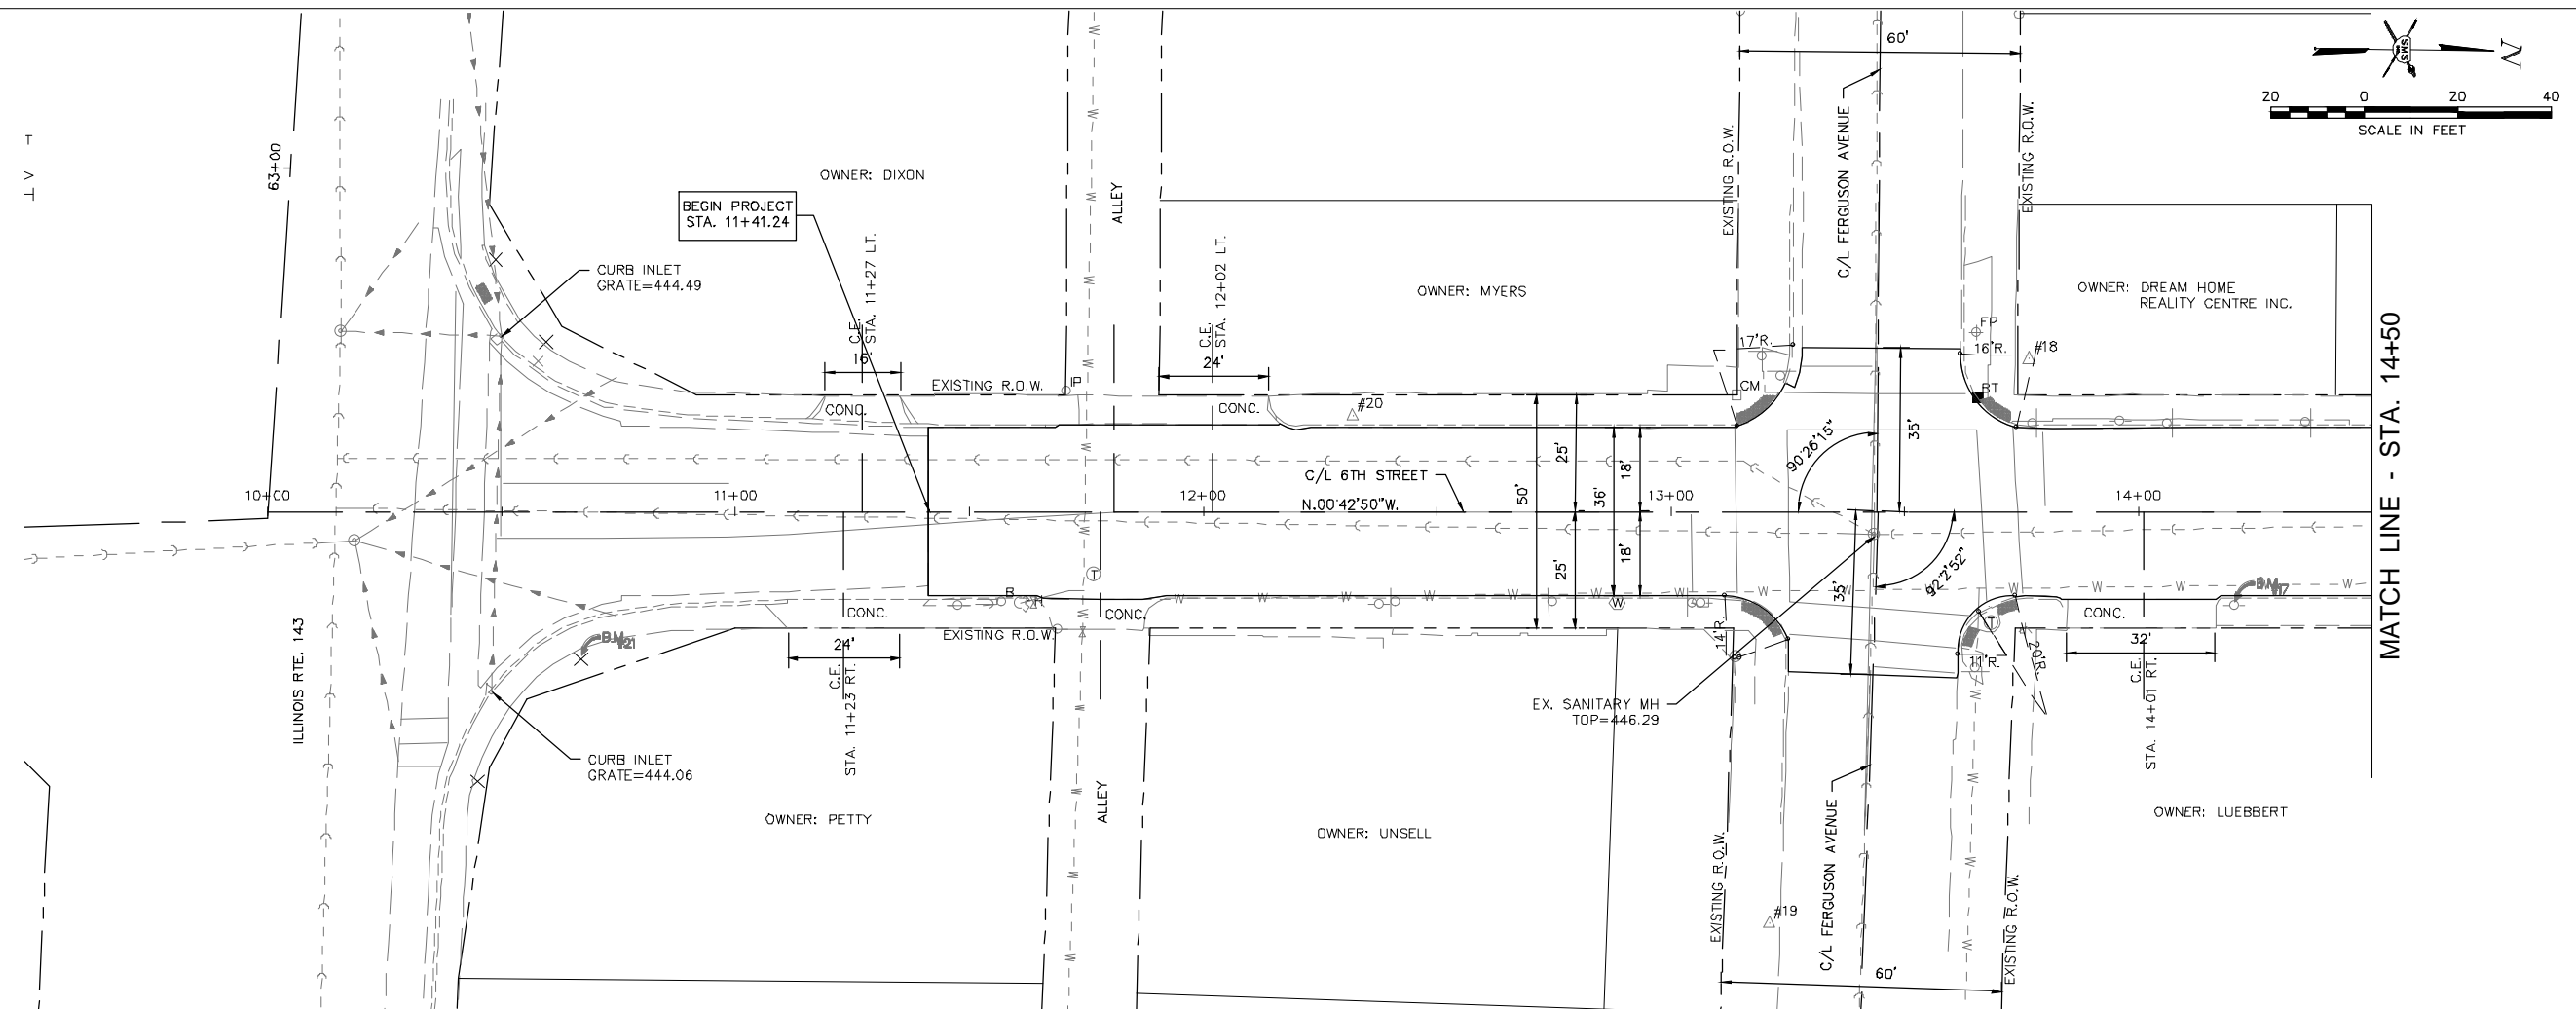 60'
N
SMS
20 0 20 40
SCALE IN FEET
63+00
OWNER: DIXON
BEGIN PROJECT
STA. 11+41.24
ALLEY
EXISTING R.O.W.
C/L FERGUSON AVENUE
EXISTING R.O.W.
CURB INLET
GRATE=444.49
C.E.
STA. 11+27 LT.
16'
C.E.
STA. 12+02 LT.
24'
OWNER: MYERS
OWNER: DREAM HOME
REALITY CENTRE INC.
MATCH LINE - STA. 14+50
EXISTING R.O.W.
IP
CONC.
CONC.
#20
17'R.
CM
FP
16'R.
#18
BT
25'
18'
50'
36'
35'
90°26'15"
C/L 6TH STREET
N.00°42'50"W.
10+00
11+00
12+00
13+00
14+00
25'
18'
35'
92°2'52"
T
W
CONC.
CONC.
CONC.
EXISTING R.O.W.
24'
C.E.
STA. 11+23 RT.
14'R.
11'R.
20'R.
T
32'
C.E.
STA. 14+01 RT.
ILLINOIS RTE. 143
CURB INLET
GRATE=444.06
EX. SANITARY MH
TOP=446.29
OWNER: PETTY
ALLEY
OWNER: UNSELL
OWNER: LUEBBERT
EXISTING R.O.W.
#19
C/L FERGUSON AVENUE
EXISTING R.O.W.
60'